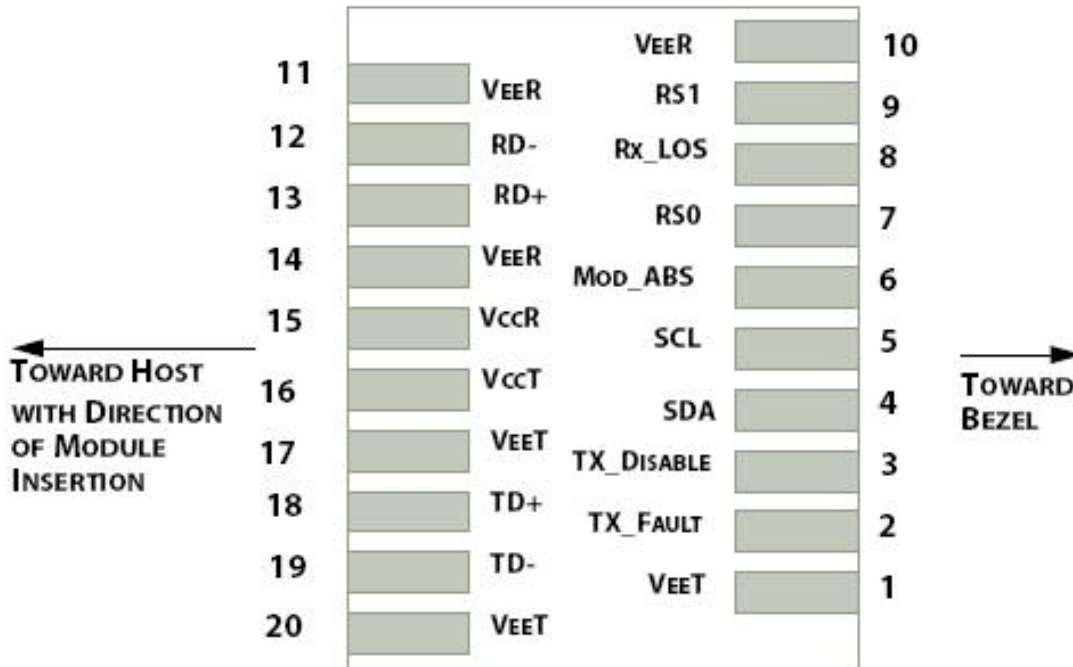 VEER 10
11 VEER
RS1 9
12 RD-
Rx_LOS 8
13 RD+
RS0 7
14 VEER
MOD_ABS 6
15 VCCR
SCL 5
TOWARD HOST
WITH DIRECTION
OF MODULE
INSERTION
TOWARD
BEZEL
16 VCCT
SDA 4
17 VEET
TX_DISABLE 3
18 TD+
TX_FAULT 2
19 TD-
VEET 1
20 VEET